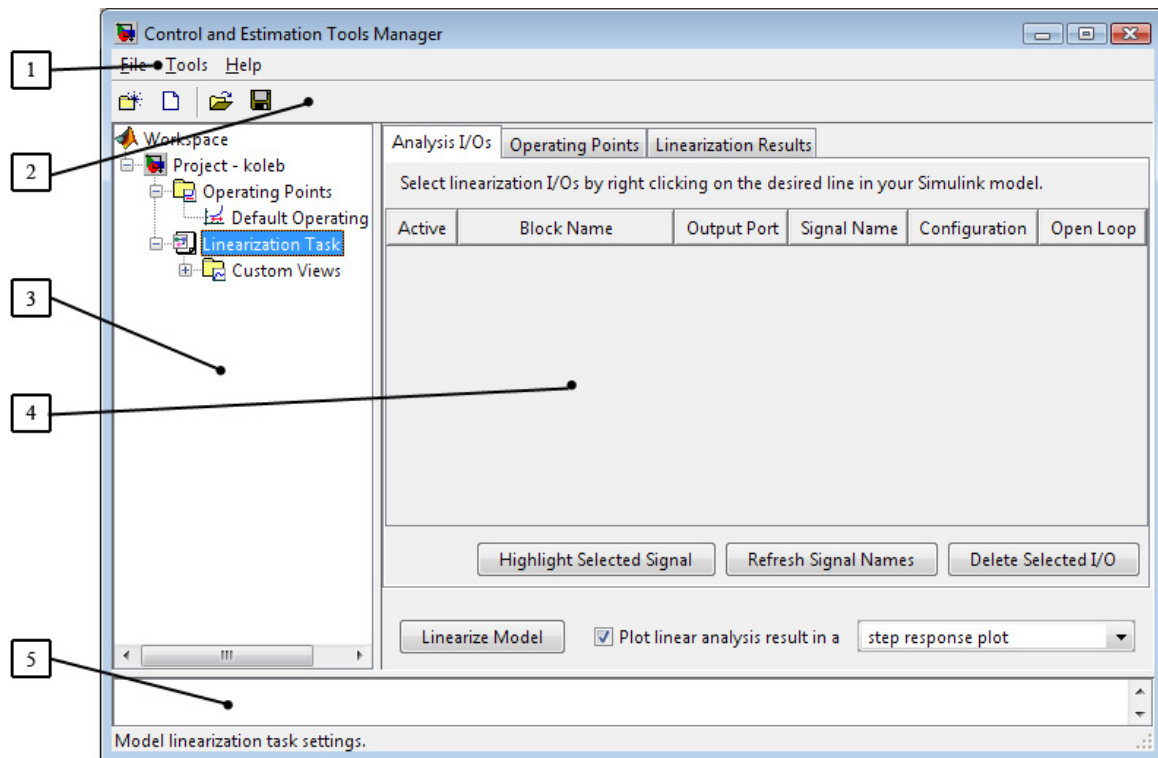 Control and Estimation Tools Manager
1
File Tools Help
2
Workspace
Project - koleb
Operating Points
Default Operating
Linearization Task
Custom Views
3
Analysis I/Os Operating Points Linearization Results
Select linearization I/Os by right clicking on the desired line in your Simulink model.
Active Block Name Output Port Signal Name Configuration Open Loop
4
Highlight Selected Signal Refresh Signal Names Delete Selected I/O
Linearize Model Plot linear analysis result in a step response plot
5
Model linearization task settings.